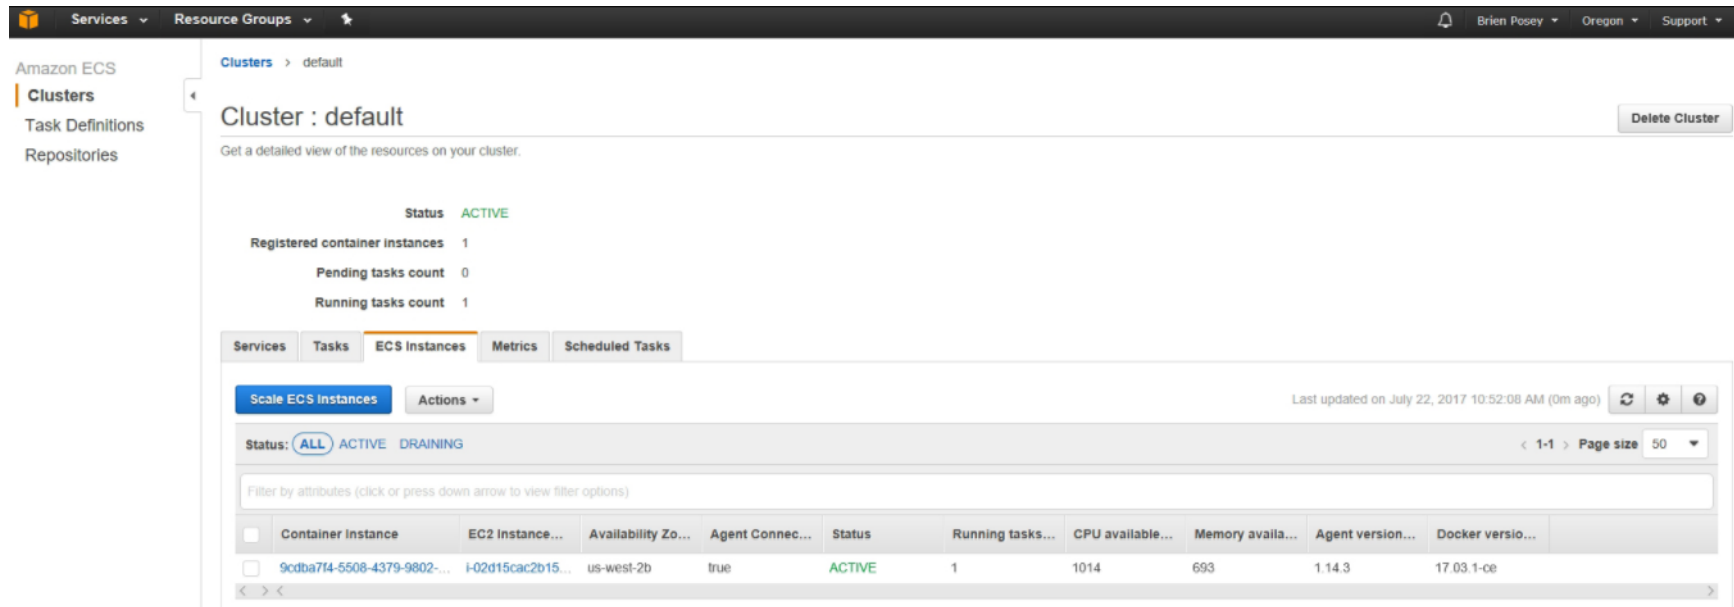 Services Resource Groups Brien Posey Oregon Support
Amazon ECS
Clusters
Task Definitions
Repositories
Clusters > default
Cluster : default
Delete Cluster
Get a detailed view of the resources on your cluster.
Status ACTIVE
Registered container instances 1
Pending tasks count 0
Running tasks count 1
Services Tasks ECS Instances Metrics Scheduled Tasks
Scale ECS Instances Actions Last updated on July 22, 2017 10:52:08 AM (0m ago)
Status: ALL ACTIVE DRAINING < 1-1 > Page size 50
Filter by attributes (click or press down arrow to view filter options)
Container Instance EC2 Instance... Availability Zo... Agent Connec... Status Running tasks... CPU available... Memory availa... Agent version... Docker versio...
9cdba7f4-5508-4379-9802-... i-02d15cac2b15... us-west-2b true ACTIVE 1 1014 693 1.14.3 17.03.1-ce